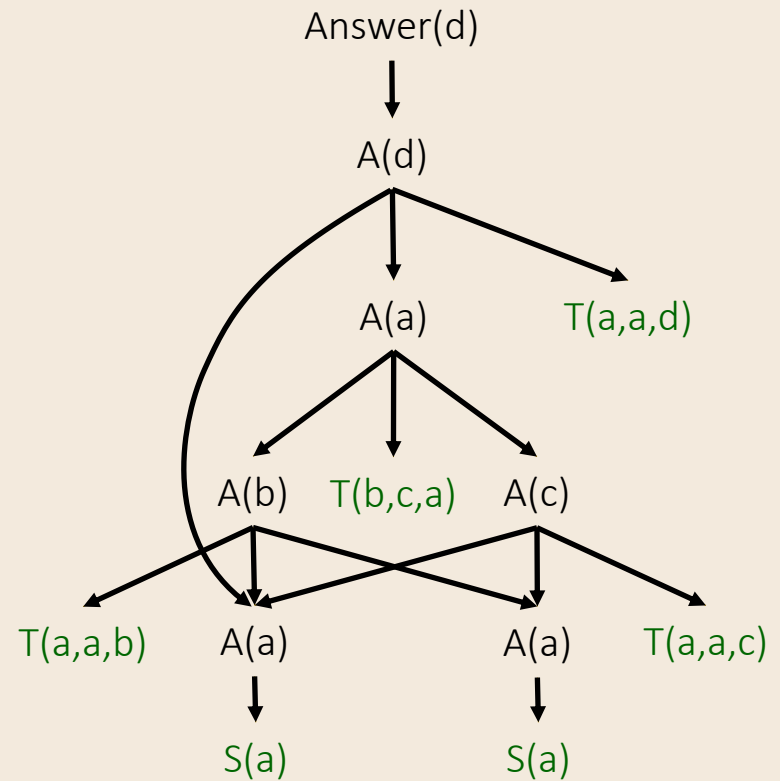 Answer(d)
A(d)
A(a) T(a,a,d)
A(b) T(b,c,a) A(c)
T(a,a,b) A(a) A(a) T(a,a,c)
S(a) S(a)